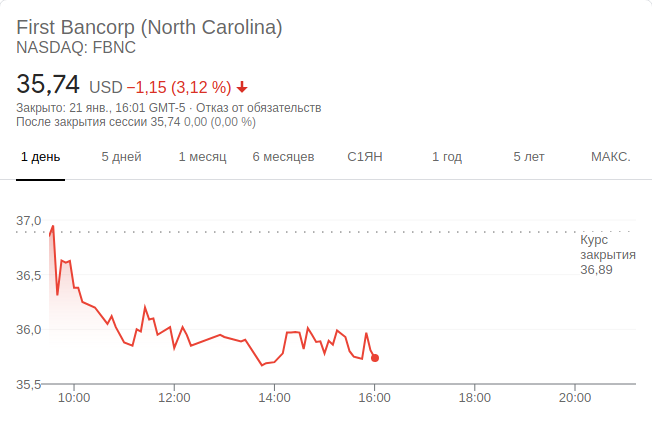 First Bancorp (North Carolina)
NASDAQ: FBNC
35,74 USD −1,15 (3,12 %)
Закрыто: 21 янв., 16:01 GMT-5 · Отказ от обязательств
После закрытия сессии 35,74 0,00 (0,00 %)
1 день 5 дней 1 месяц 6 месяцев С1ЯН 1 год 5 лет МАКС.
37,0
Курс
закрытия
36,89
36,5
36,0
35,5
10:00 12:00 14:00 16:00 18:00 20:00